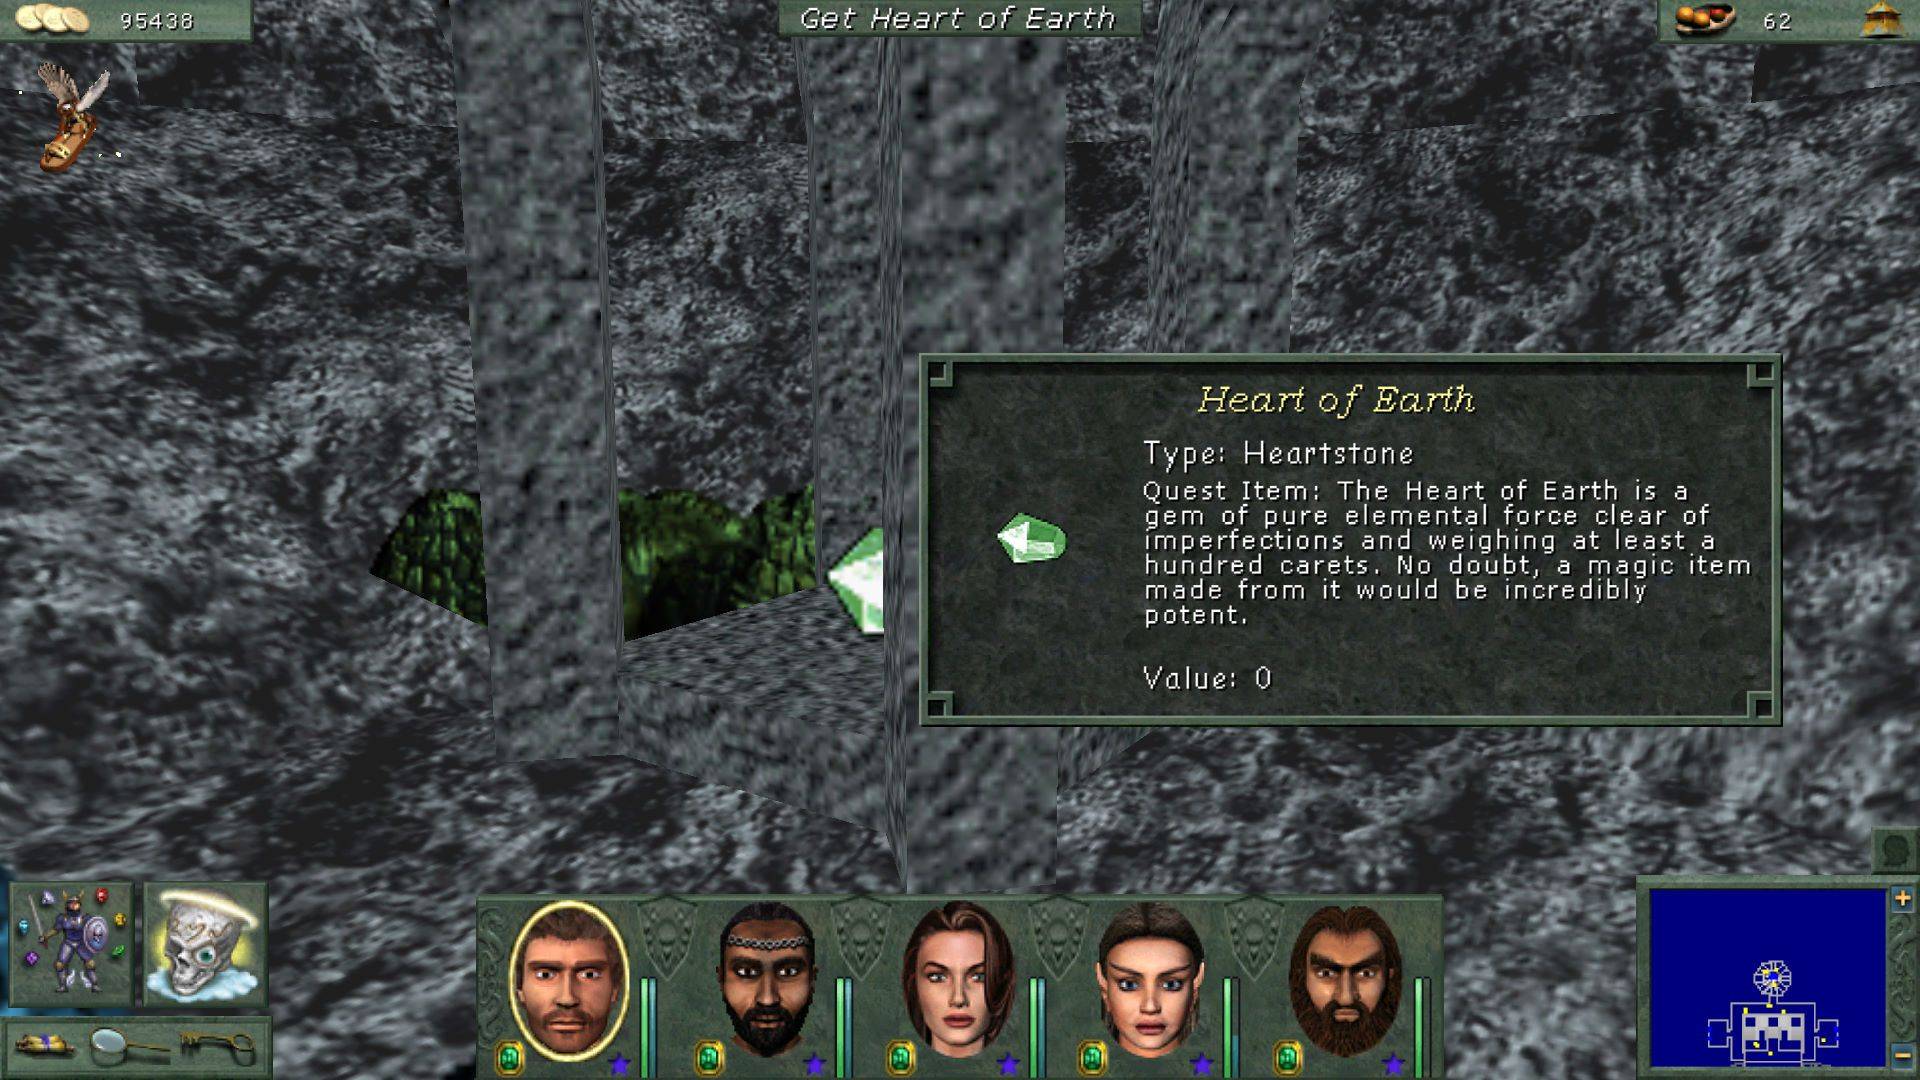 95438
Get Heart of Earth
62
Heart of Earth
Type: Heartstone
Quest Item: The Heart of Earth is a
gem of pure elemental force clear of
imperfections and weighing at least a
hundred carets. No doubt, a magic item
made from it would be incredibly
potent.
Value: 0